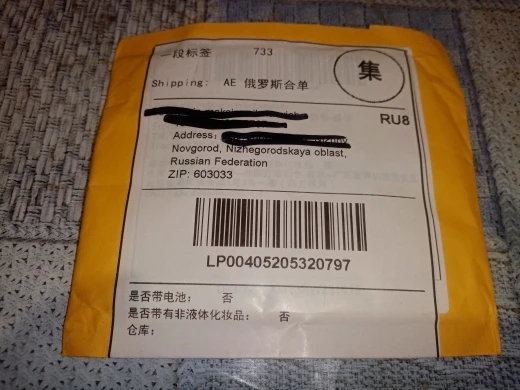 一段标签 733
集
Shipping: AE 俄罗斯合单
RU8
Address:
Novgorod, Nizhegorodskaya oblast,
Russian Federation
ZIP: 603033
LP00405205320797
是否带电池: 否
是否带有非液体化妆品: 否
仓库: